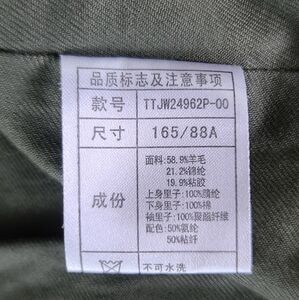 品质标志及注意事项
款号 TTJW24962P-00
尺寸 165/88A
成份
面料:58.9%羊毛
21.2%锦纶
19.9%粘胶
上身里子:100%腈纶
下身里子:100%棉
袖里子:100%聚酯纤维
配色:50%氨纶
50%粘纤
不可水洗